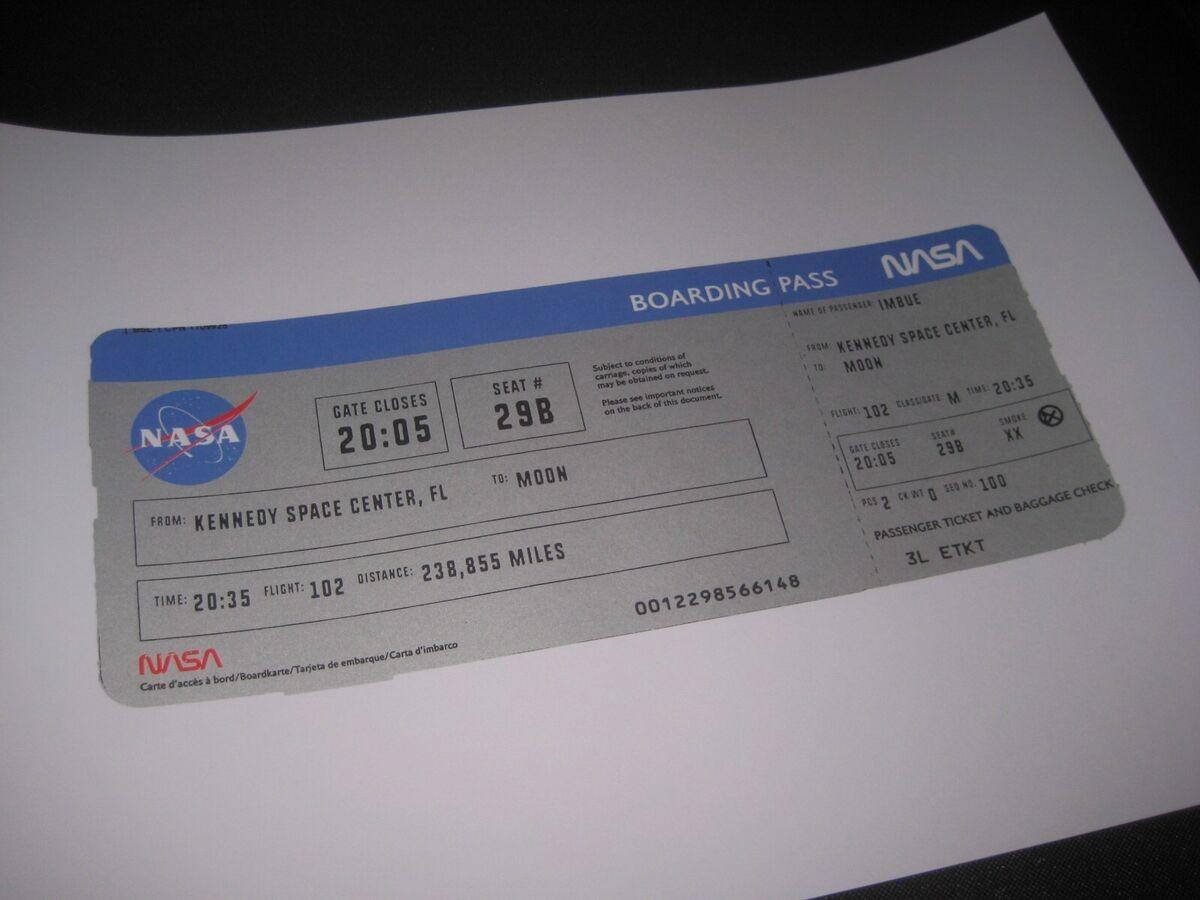 BOARDING PASS
NASA
NASA
GATE CLOSES
20:05
SEAT #
29B
Subject to conditions of
carriage, copies of which
may be obtained on request.
Please see important notices
on the back of this document.
FROM: KENNEDY SPACE CENTER, FL TO: MOON
TIME: 20:35 FLIGHT: 102 DISTANCE: 238,855 MILES
0012298566148
NASA
Carte d'accès à bord/Boardkarte/Tarjeta de embarque/Carta d'imbarco
NAME OF PASSENGER: IMBUE
FROM: KENNEDY SPACE CENTER, FL
TO: MOON
FLIGHT: 102 CLASS/DATE M TIME: 20:35
GATE CLOSES SEAT# SMOKE
20:05 29B XX
PCS 2 CK WT 0 SEQ NO. 100
PASSENGER TICKET AND BAGGAGE CHECK
3L ETKT